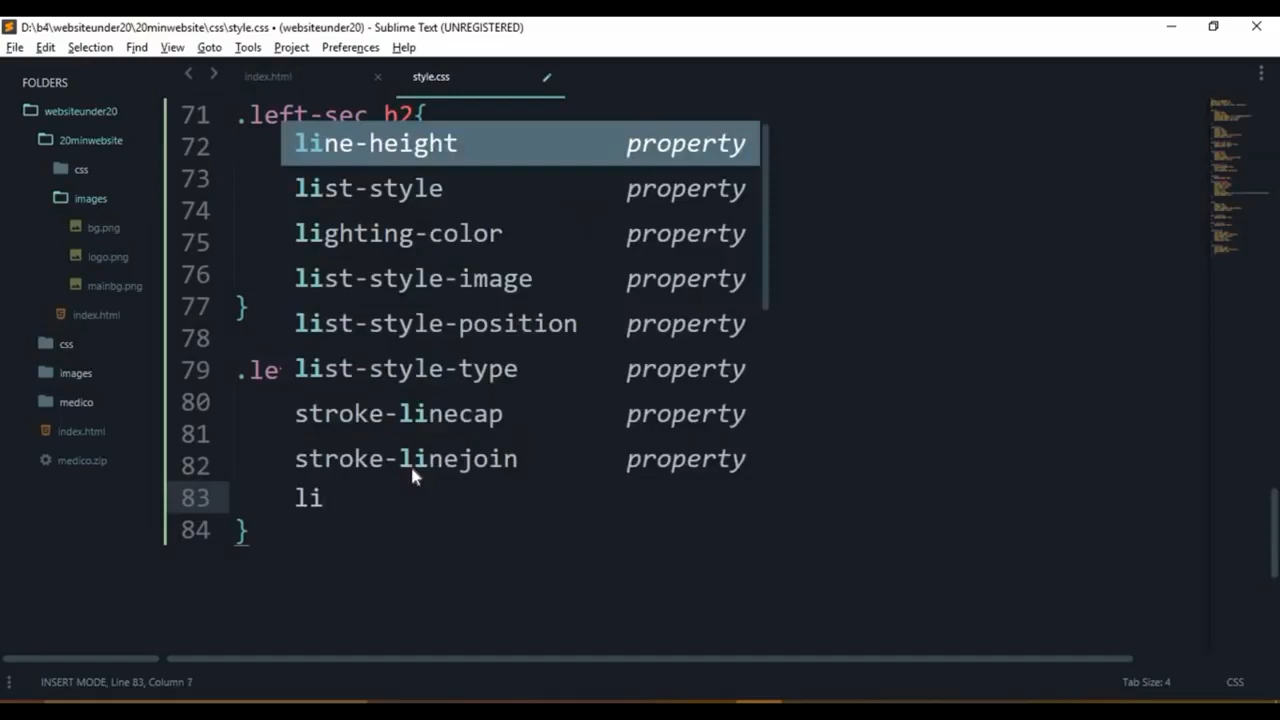 D:\b4\websiteunder20\20minwebsite\css\style.css • (websiteunder20) - Sublime Text (UNREGISTERED)
File Edit Selection Find View Goto Tools Project Preferences Help
FOLDERS
websiteunder20
20minwebsite
css
images
bg.png
logo.png
mainbg.png
index.html
css
images
medico
index.html
medico.zip
index.html style.css
71 .left-sec h2{
72 line-height property
73 list-style property
74
75 lighting-color property
76 list-style-image property
77 }
78 list-style-position property
79 .le list-style-type property
80 stroke-linecap property
81
82 stroke-linejoin property
83 li
84 }
INSERT MODE, Line 83, Column 7 Tab Size: 4 CSS